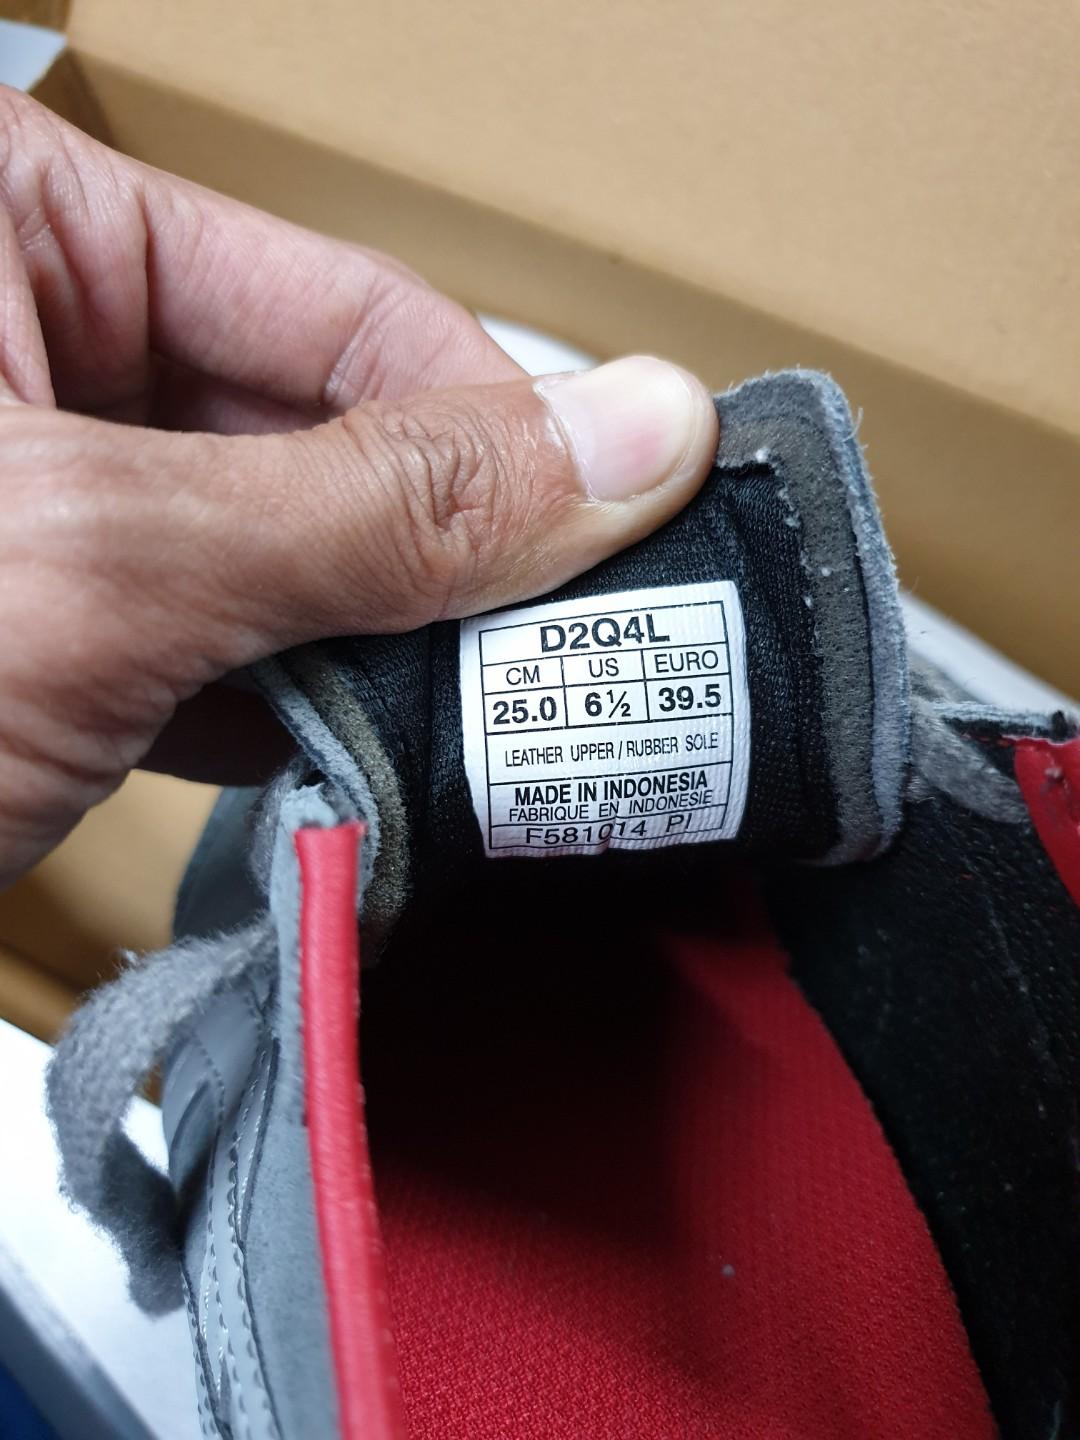 D2Q4L
CM US EURO
25.0 6½ 39.5
LEATHER UPPER / RUBBER SOLE
MADE IN INDONESIA
FABRIQUE EN INDONESIE
F581014 PI